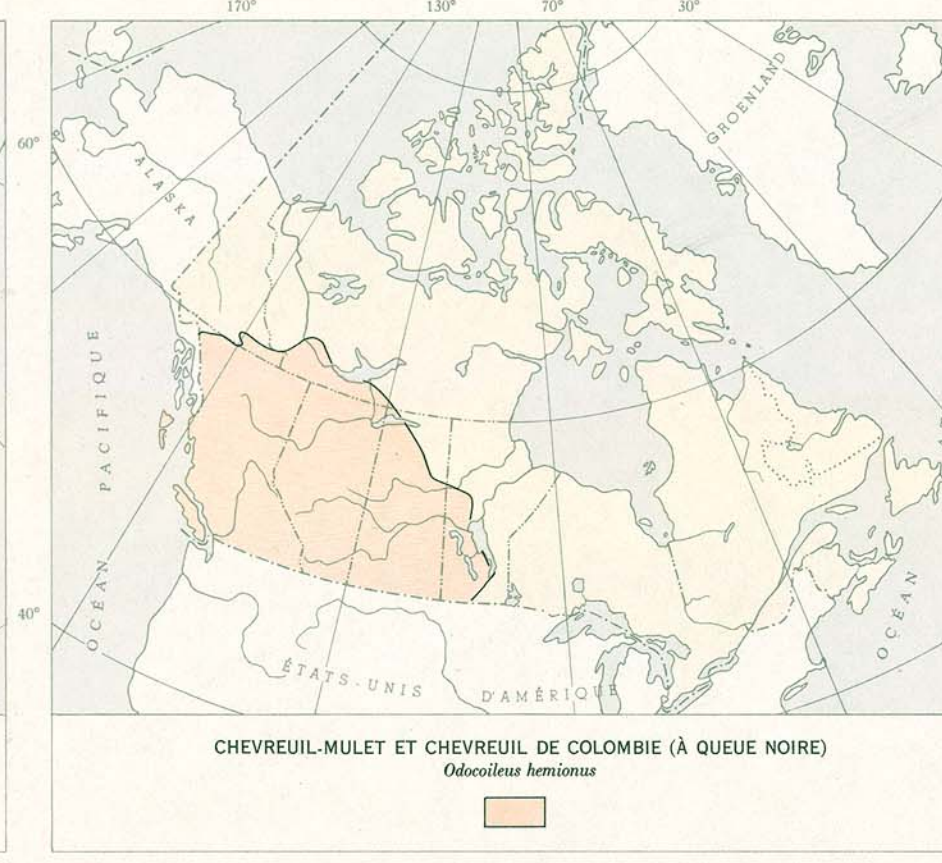 170° 130° 70° 30°
60°
40°
ALASKA
GROENLAND
OCÉAN PACIFIQUE
OCÉAN
ÉTATS-UNIS D'AMÉRIQUE
CHEVREUIL-MULET ET CHEVREUIL DE COLOMBIE (À QUEUE NOIRE)
Odocoileus hemionus